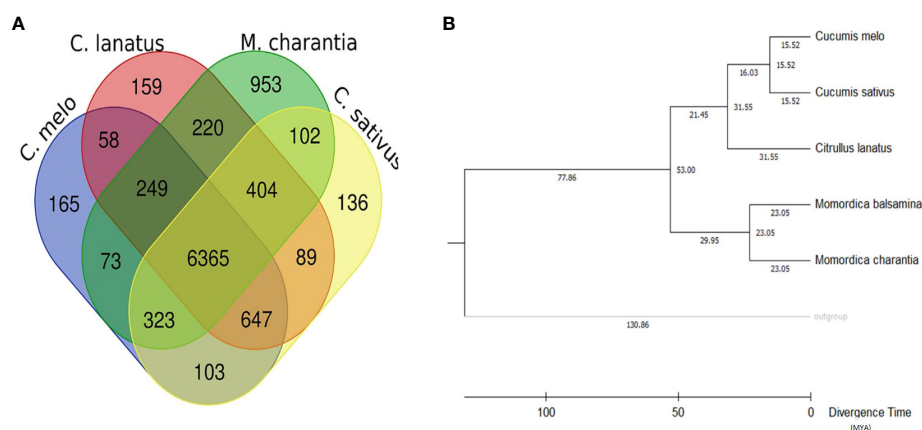 A
C. lanatus
M. charantia
C. melo
C. sativus
159
953
58
220
102
165
249
404
136
73
6365
89
323
647
103
B
Cucumis melo
15.52
16.03
15.52
Cucumis sativus
15.52
21.45
31.55
Citrullus lanatus
31.55
77.86
53.00
Momordica balsamina
23.05
29.95
23.05
Momordica charantia
23.05
outgroup
130.86
100
50
0
Divergence Time
(MYA)